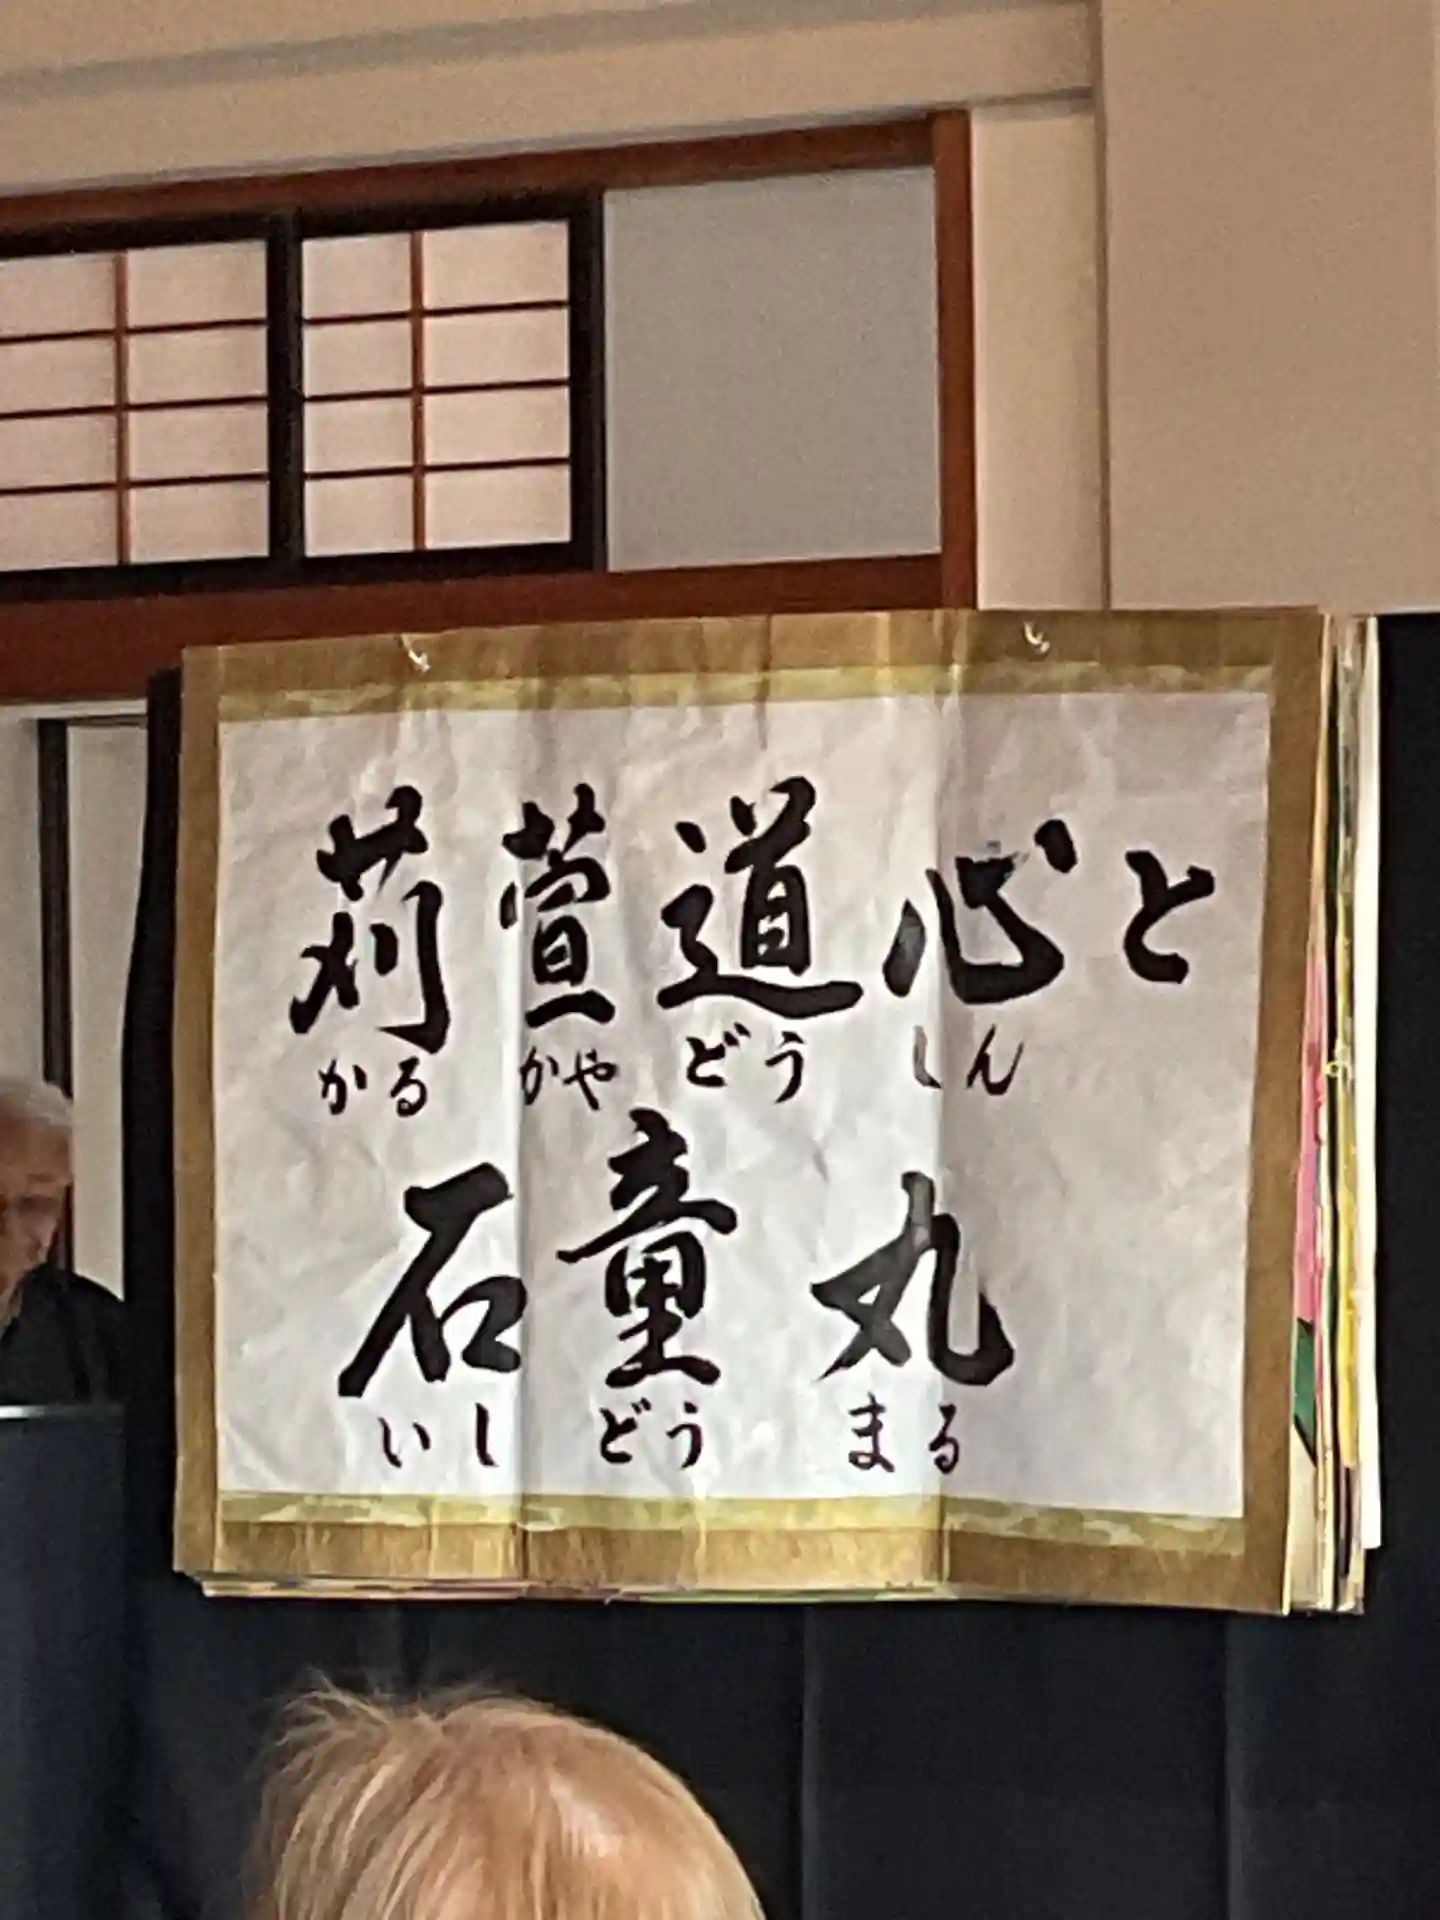 苅萱道心と
かるかやどうしん
石童丸
いしどうまる